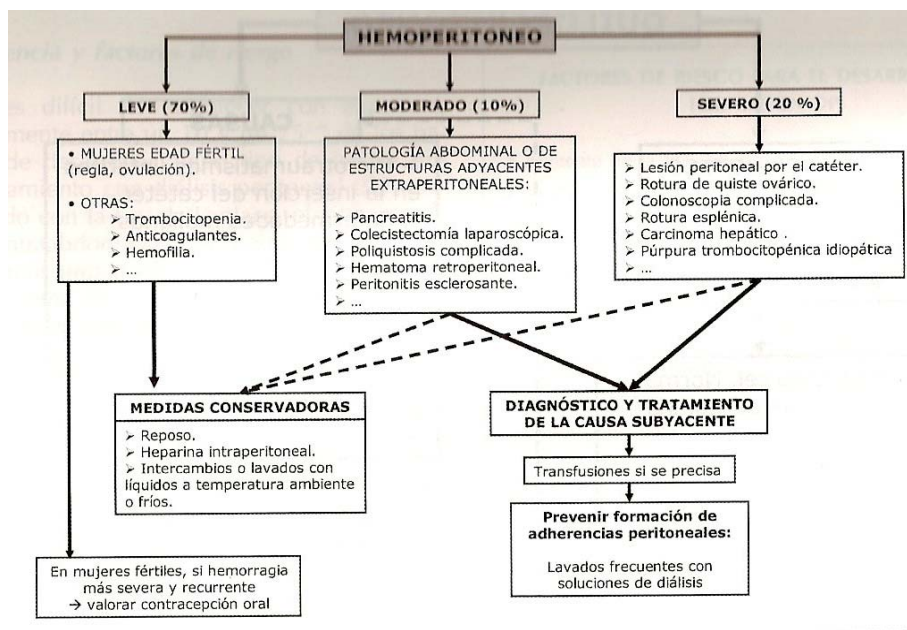 HEMOPERITONEO
LEVE (70%)
MODERADO (10%)
SEVERO (20 %)
• MUJERES EDAD FÉRTIL
(regla, ovulación).
• OTRAS:
➢ Trombocitopenia.
➢ Anticoagulantes.
➢ Hemofilia.
➢ ...
PATOLOGÍA ABDOMINAL O DE
ESTRUCTURAS ADYACENTES
EXTRAPERITONEALES:
➢ Pancreatitis.
➢ Colecistectomía laparoscópica.
➢ Poliquistosis complicada.
➢ Hematoma retroperitoneal.
➢ Peritonitis esclerosante.
➢ ...
➢ Lesión peritoneal por el catéter.
➢ Rotura de quiste ovárico.
➢ Colonoscopia complicada.
➢ Rotura esplénica.
➢ Carcinoma hepático .
➢ Púrpura trombocitopénica idiopática
➢ ...
MEDIDAS CONSERVADORAS
➢ Reposo.
➢ Heparina intraperitoneal.
➢ Intercambios o lavados con
líquidos a temperatura ambiente
o fríos.
DIAGNÓSTICO Y TRATAMIENTO
DE LA CAUSA SUBYACENTE
Transfusiones si se precisa
Prevenir formación de
adherencias peritoneales:
Lavados frecuentes con
soluciones de diálisis
En mujeres fértiles, si hemorragia
más severa y recurrente
→ valorar contracepción oral